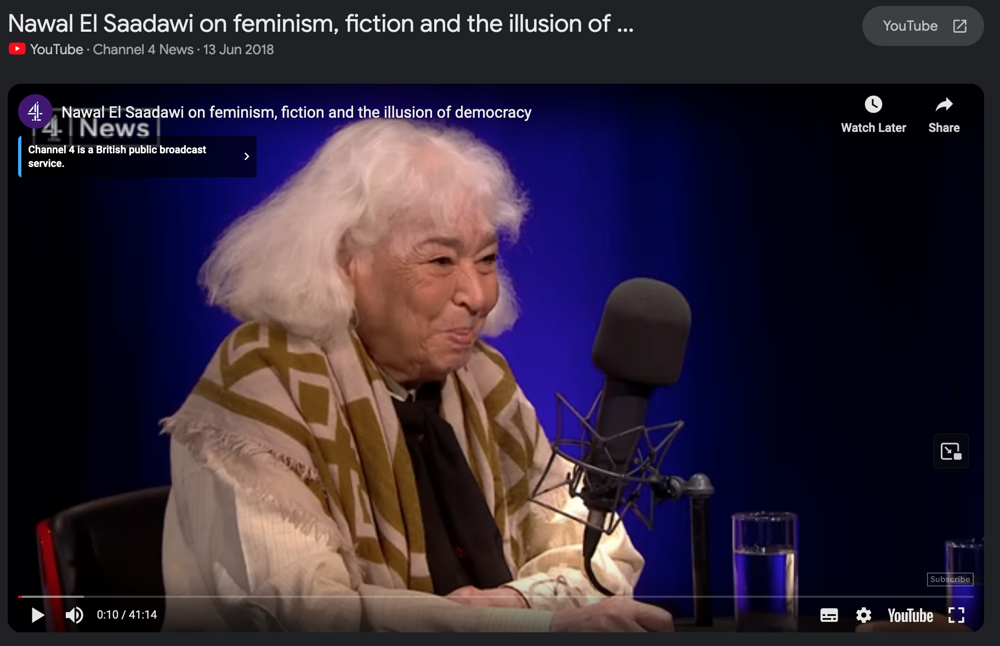 Nawal El Saadawi on feminism, fiction and the illusion of ...
YouTube
YouTube · Channel 4 News · 13 Jun 2018
Nawal El Saadawi on feminism, fiction and the illusion of democracy
4 News
Channel 4 is a British public broadcast
service.
Watch Later
Share
Subscribe
0:10 / 41:14
YouTube